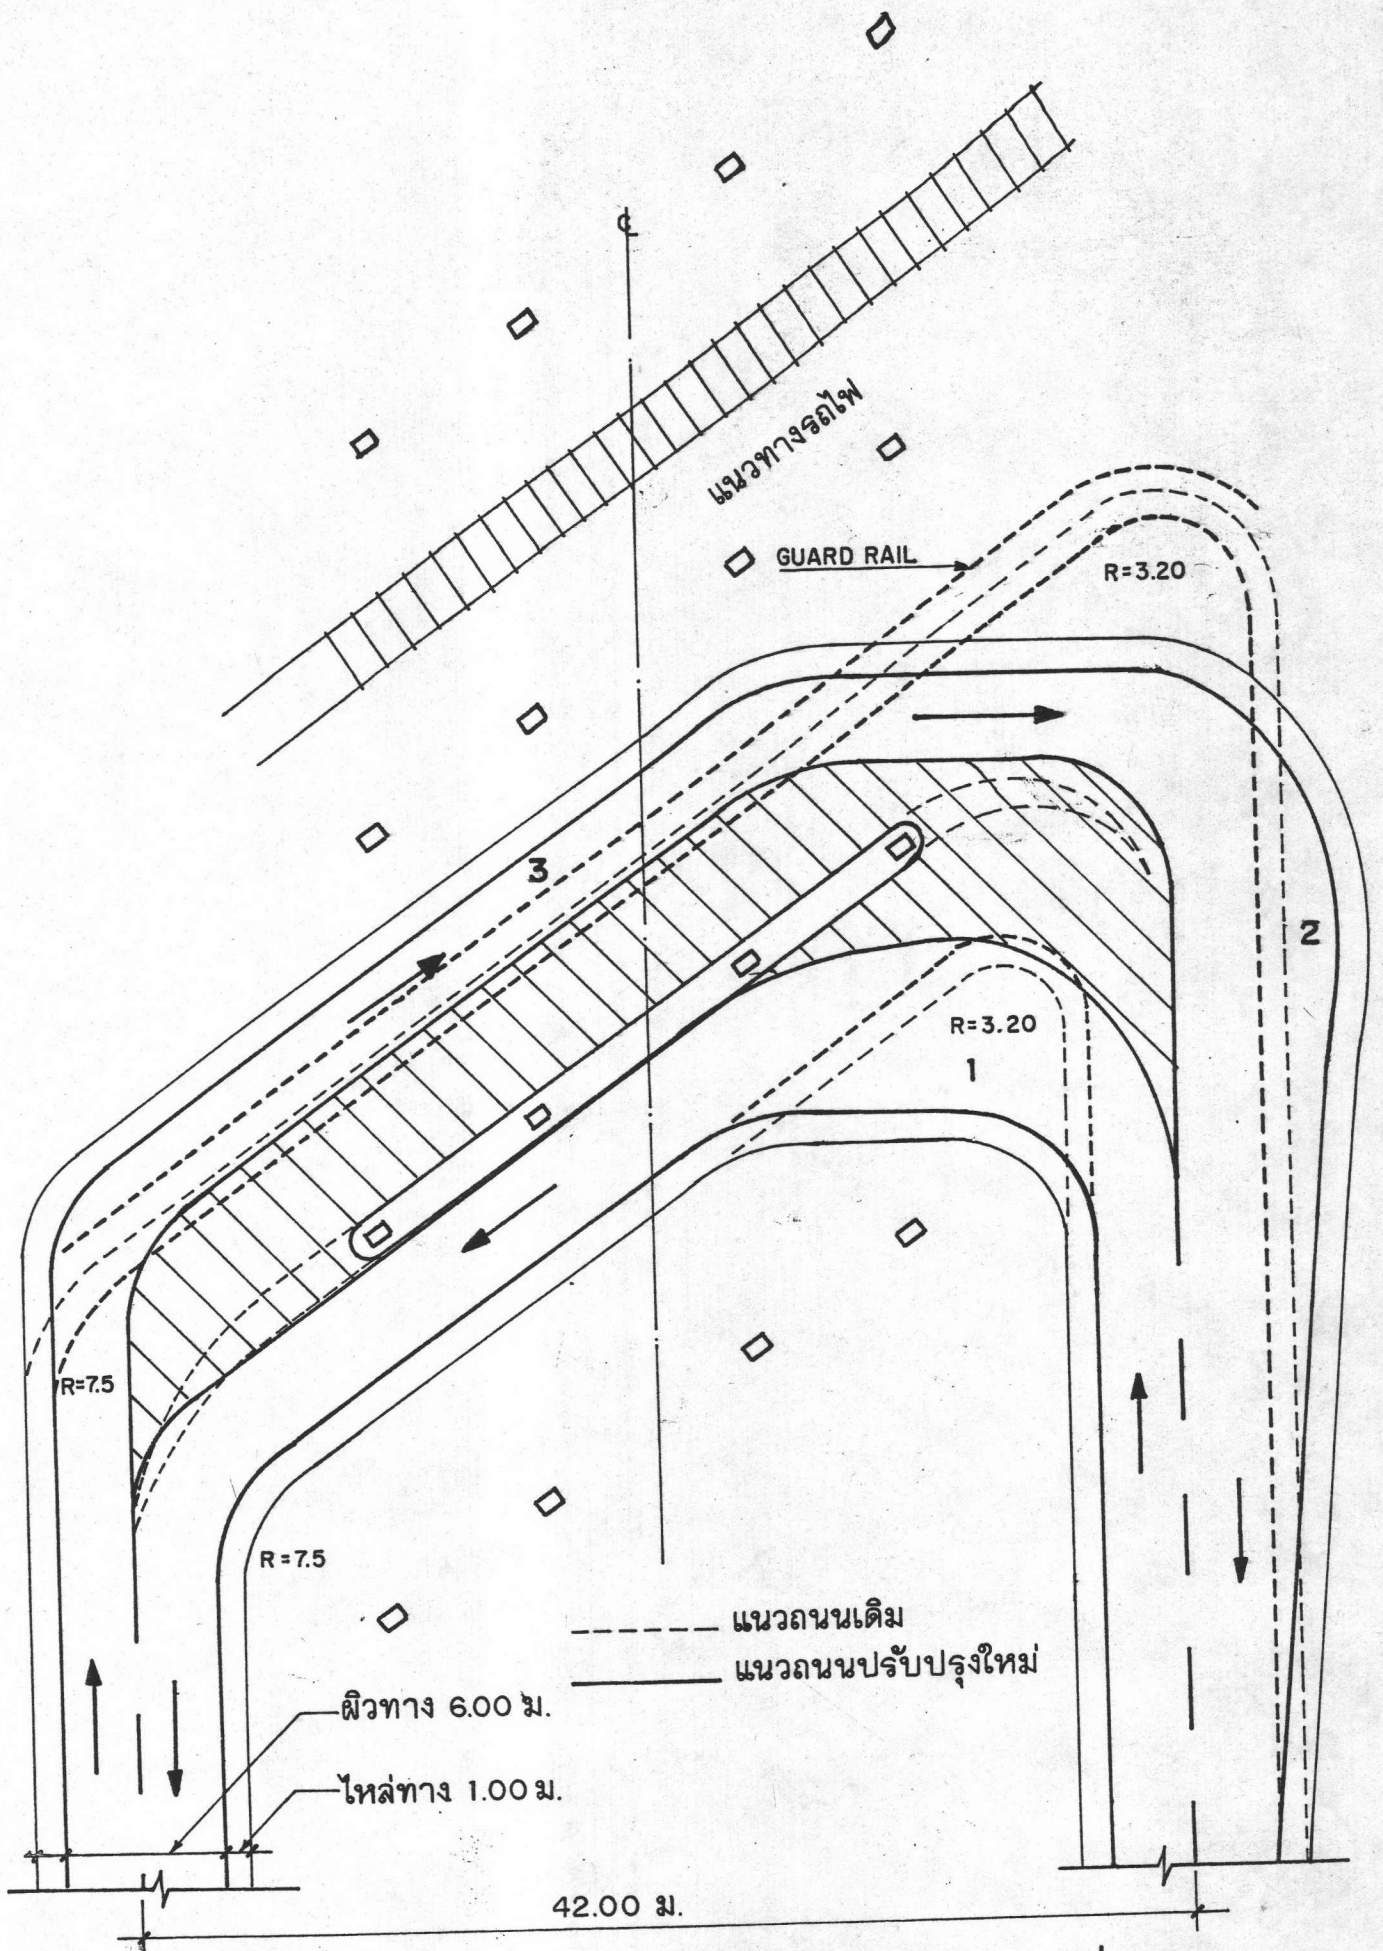 ℄
แนวทางรถไฟ
GUARD RAIL
R=3.20
3
2
R=3.20
1
R=7.5
R=7.5
แนวถนนเดิม
แนวถนนปรับปรุงใหม่
ผิวทาง 6.00 ม.
ไหล่ทาง 1.00 ม.
42.00 ม.